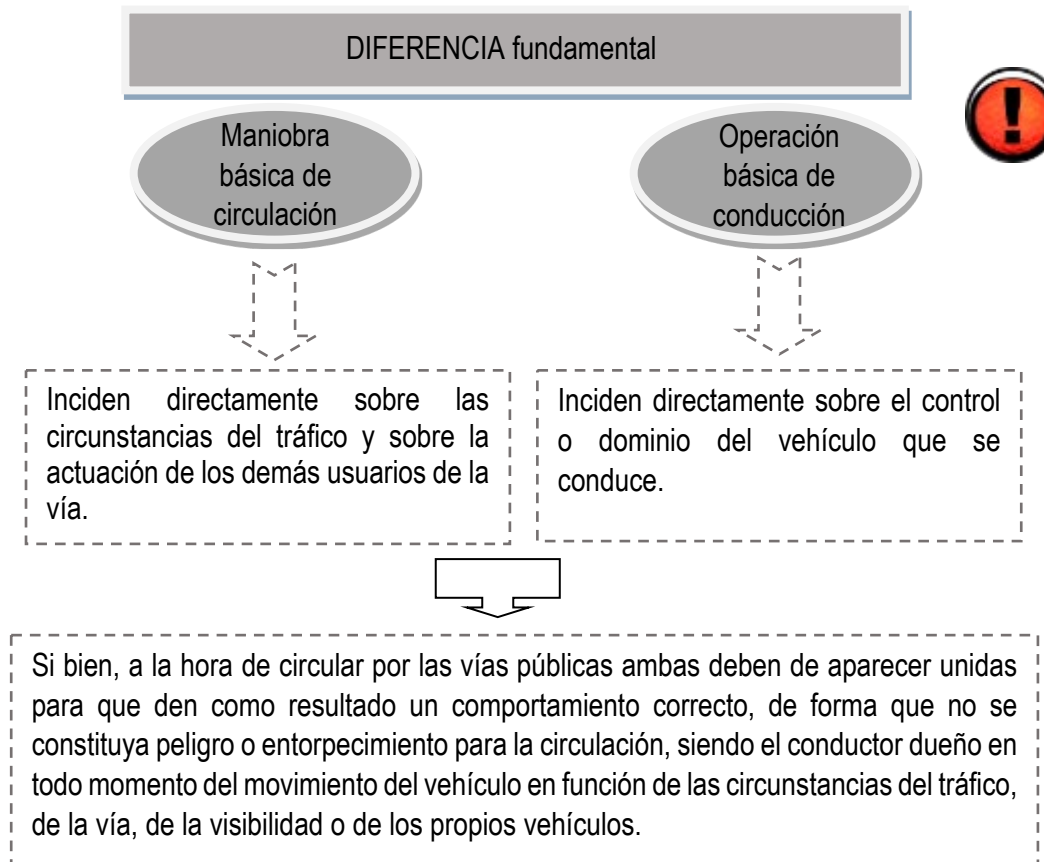 DIFERENCIA fundamental
Maniobra
básica de
circulación
Operación
básica de
conducción
Inciden directamente sobre las
circunstancias del tráfico y sobre la
actuación de los demás usuarios de la
vía.
Inciden directamente sobre el control
o dominio del vehículo que se
conduce.
Si bien, a la hora de circular por las vías públicas ambas deben de aparecer unidas
para que den como resultado un comportamiento correcto, de forma que no se
constituya peligro o entorpecimiento para la circulación, siendo el conductor dueño en
todo momento del movimiento del vehículo en función de las circunstancias del tráfico,
de la vía, de la visibilidad o de los propios vehículos.